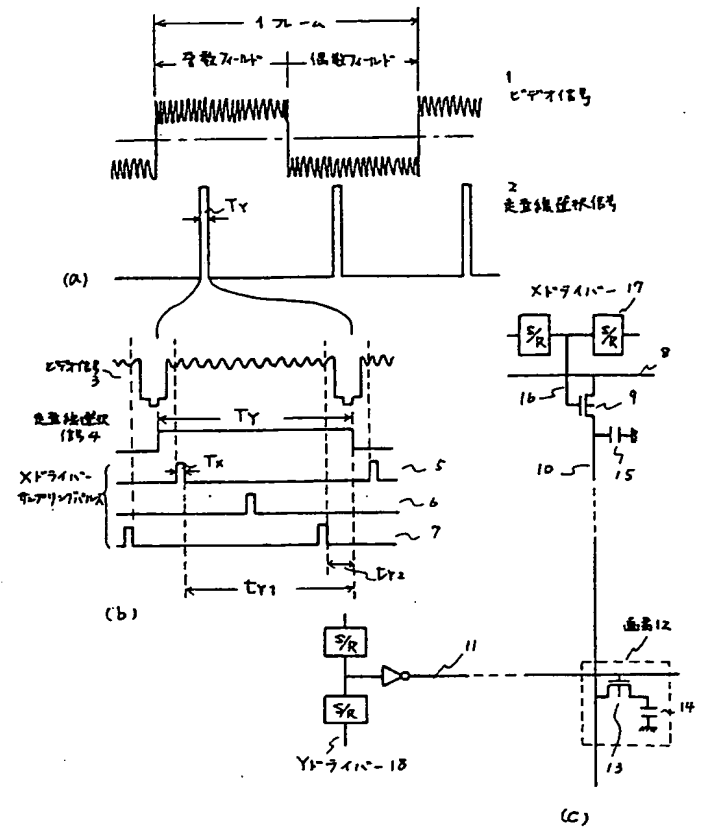 1フレーム
奇数フィールド
偶数フィールド
1
ビデオ信号
2
走査線選択信号
TY
(a)
ビデオ信号
3
走査線選択
信号4
TY
Xドライバー
サンプリングパルス
TX
5
6
7
tY2
tY1
(b)
Xドライバー
17
S/R
S/R
8
16
9
10
15
S/R
11
S/R
Yドライバー18
画素12
14
13
(C)